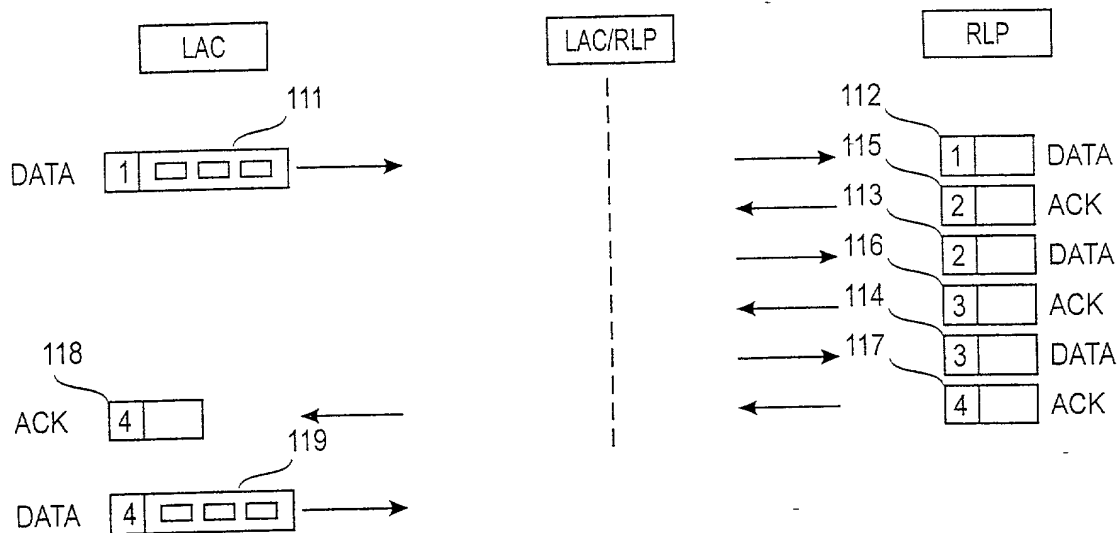 LAC
LAC/RLP
RLP
111
112
DATA 1
115
1 DATA
113
2 ACK
116
2 DATA
114
3 ACK
118
117
3 DATA
ACK 4
4 ACK
119
DATA 4